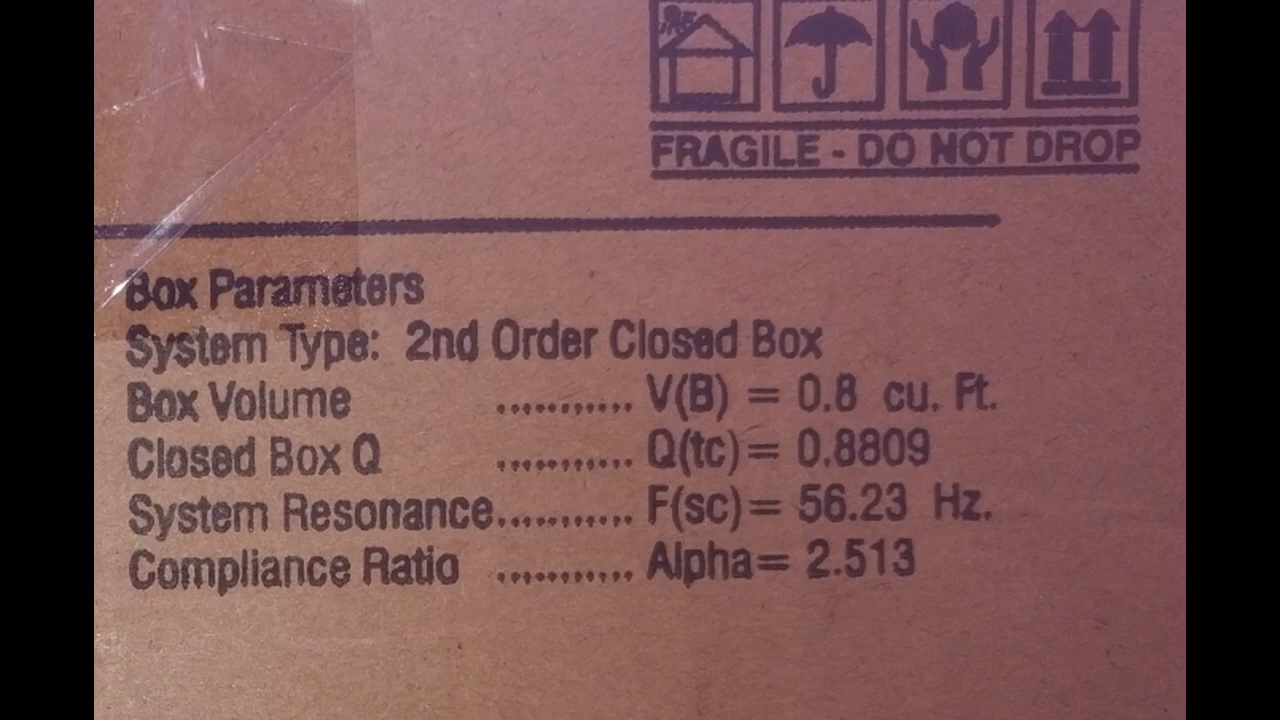 FRAGILE - DO NOT DROP
Box Parameters
System Type: 2nd Order Closed Box
Box Volume ........... V(B) = 0.8 cu. Ft.
Closed Box Q ........... Q(tc) = 0.8809
System Resonance........... F(sc) = 56.23 Hz.
Compliance Ratio ........... Alpha= 2.513